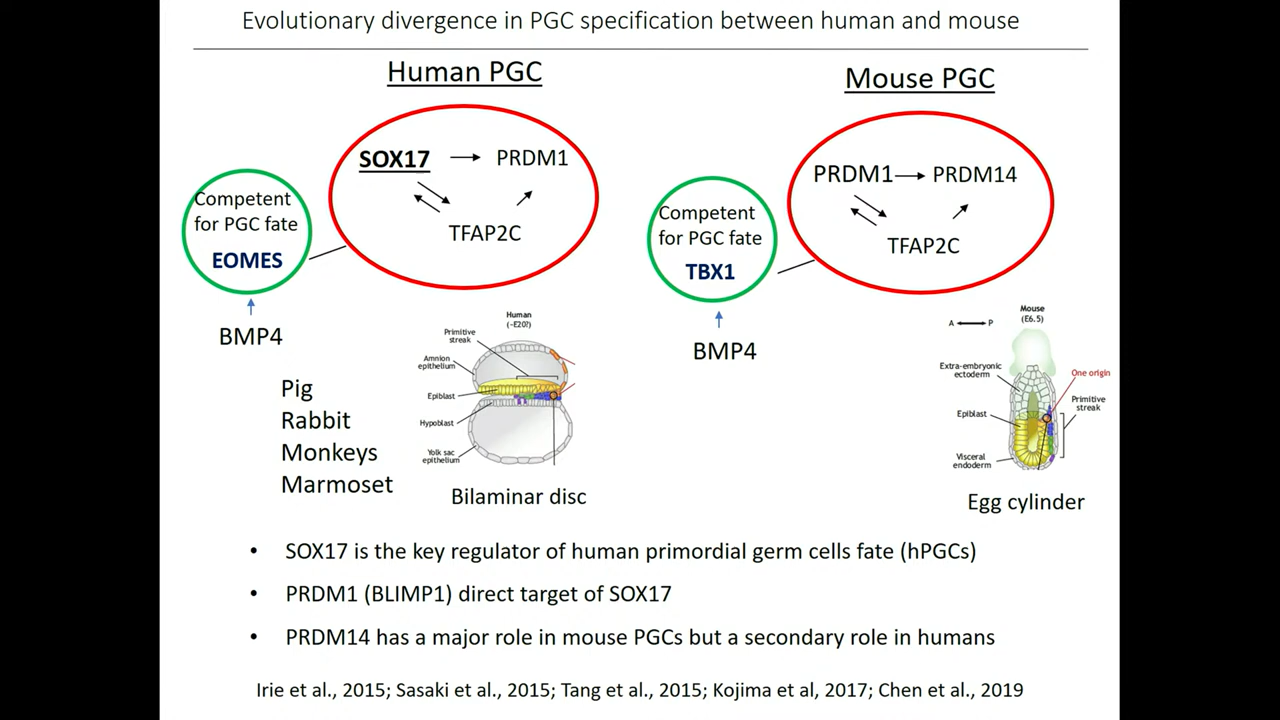 Evolutionary divergence in PGC specification between human and mouse
Human PGC
SOX17
PRDM1
TFAP2C
Competent
for PGC fate
EOMES
BMP4
Mouse PGC
PRDM1
PRDM14
TFAP2C
Competent
for PGC fate
TBX1
BMP4
Pig
Rabbit
Monkeys
Marmoset
Human
(~E20?)
Primitive
streak
Amnion
epithelium
Epiblast
Hypoblast
Yolk sac
epithelium
Bilaminar disc
Mouse
(E6.5)
A
P
Extra-embryonic
ectoderm
One origin
Epiblast
Primitive
streak
Visceral
endoderm
Egg cylinder
• SOX17 is the key regulator of human primordial germ cells fate (hPGCs)
• PRDM1 (BLIMP1) direct target of SOX17
• PRDM14 has a major role in mouse PGCs but a secondary role in humans
Irie et al., 2015; Sasaki et al., 2015; Tang et al., 2015; Kojima et al, 2017; Chen et al., 2019